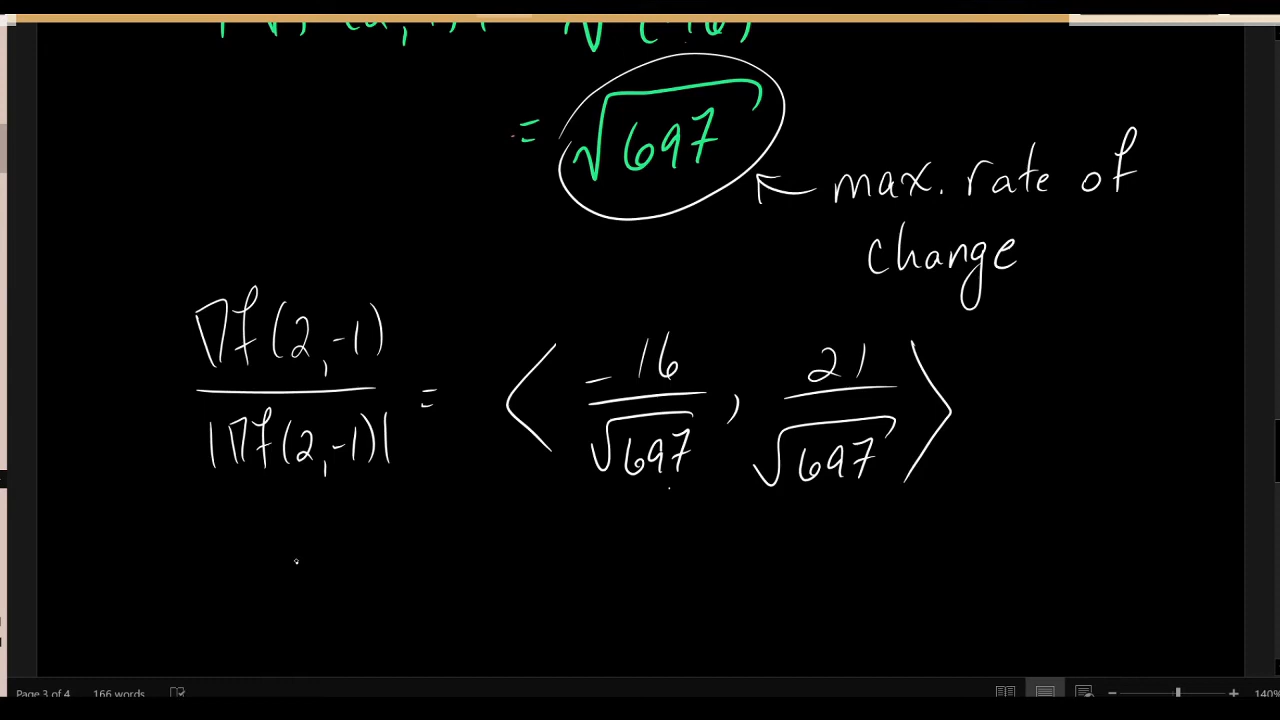 = √697
← max. rate of
change
∇f(2,-1) / |∇f(2,-1)| = ⟨ -16/√697 , 21/√697 ⟩
Page 3 of 4 166 words 140%